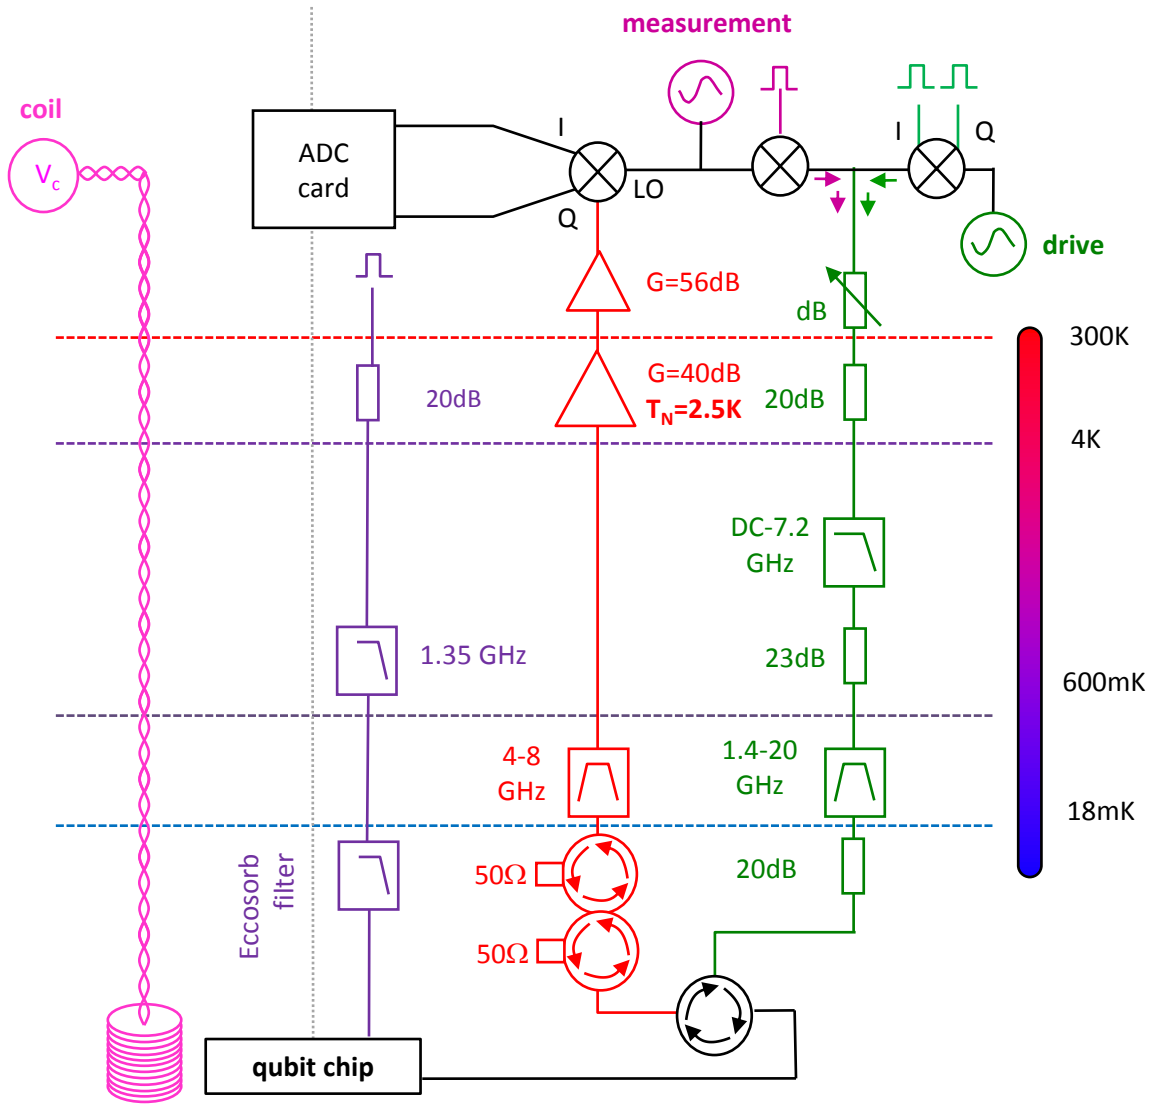 measurement
coil
V_c
ADC
card
I
Q
LO
I
Q
drive
G=56dB
dB
300K
20dB
G=40dB
T_N=2.5K
20dB
4K
DC-7.2
GHz
1.35 GHz
23dB
600mK
4-8
GHz
1.4-20
GHz
18mK
Eccosorb
filter
50Ω
20dB
50Ω
qubit chip